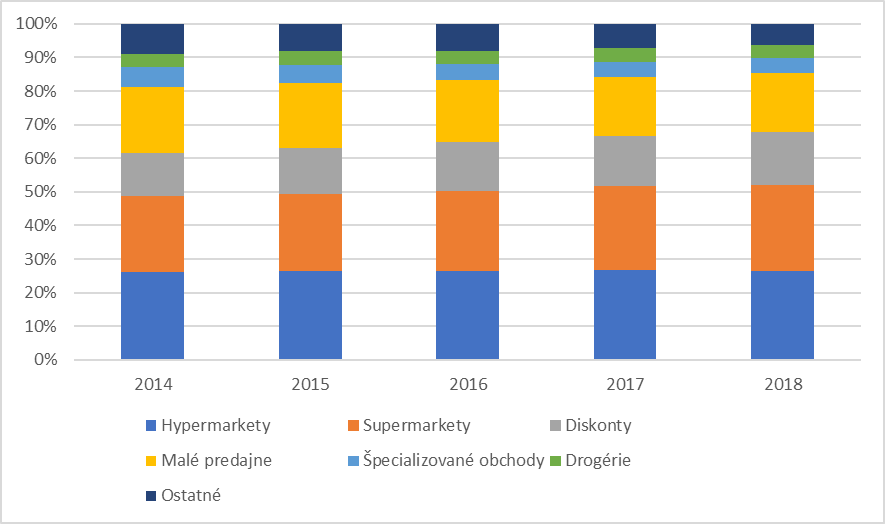 100%
90%
80%
70%
60%
50%
40%
30%
20%
10%
0%
2014 2015 2016 2017 2018
Hypermarkety Supermarkety Diskonty
Malé predajne Špecializované obchody Drogérie
Ostatné